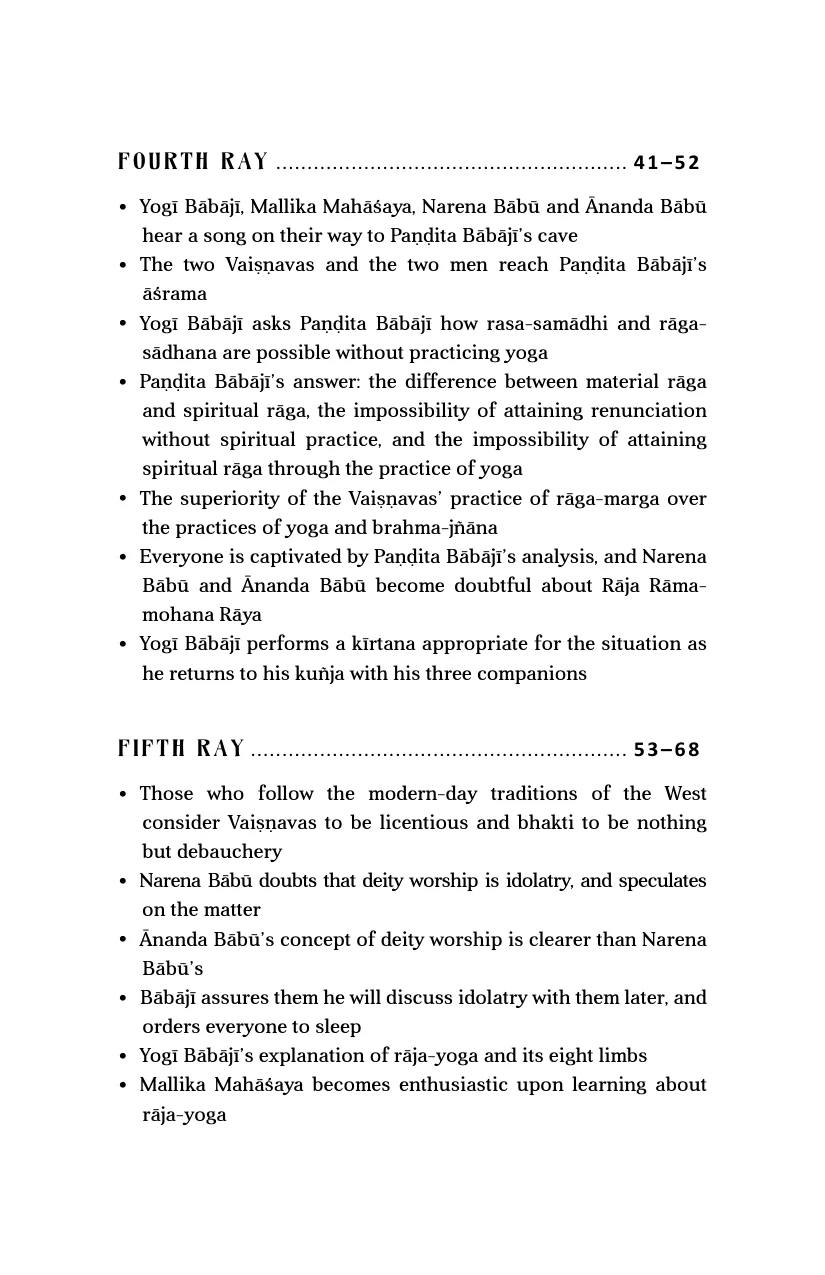 FOURTH RAY ........................................................ 41–52
• Yogī Bābājī, Mallika Mahāśaya, Narena Bābū and Ānanda Bābū
hear a song on their way to Paṇḍita Bābājī’s cave
• The two Vaiṣṇavas and the two men reach Paṇḍita Bābājī’s
āśrama
• Yogī Bābājī asks Paṇḍita Bābājī how rasa-samādhi and rāga-
sādhana are possible without practicing yoga
• Paṇḍita Bābājī’s answer: the difference between material rāga
and spiritual rāga, the impossibility of attaining renunciation
without spiritual practice, and the impossibility of attaining
spiritual rāga through the practice of yoga
• The superiority of the Vaiṣṇavas’ practice of rāga-marga over
the practices of yoga and brahma-jñāna
• Everyone is captivated by Paṇḍita Bābājī’s analysis, and Narena
Bābū and Ānanda Bābū become doubtful about Rāja Rāma-
mohana Rāya
• Yogī Bābājī performs a kīrtana appropriate for the situation as
he returns to his kuñja with his three companions
FIFTH RAY ............................................................ 53–68
• Those who follow the modern-day traditions of the West
consider Vaiṣṇavas to be licentious and bhakti to be nothing
but debauchery
• Narena Bābū doubts that deity worship is idolatry, and speculates
on the matter
• Ānanda Bābū’s concept of deity worship is clearer than Narena
Bābū’s
• Bābājī assures them he will discuss idolatry with them later, and
orders everyone to sleep
• Yogī Bābājī’s explanation of rāja-yoga and its eight limbs
• Mallika Mahāśaya becomes enthusiastic upon learning about
rāja-yoga